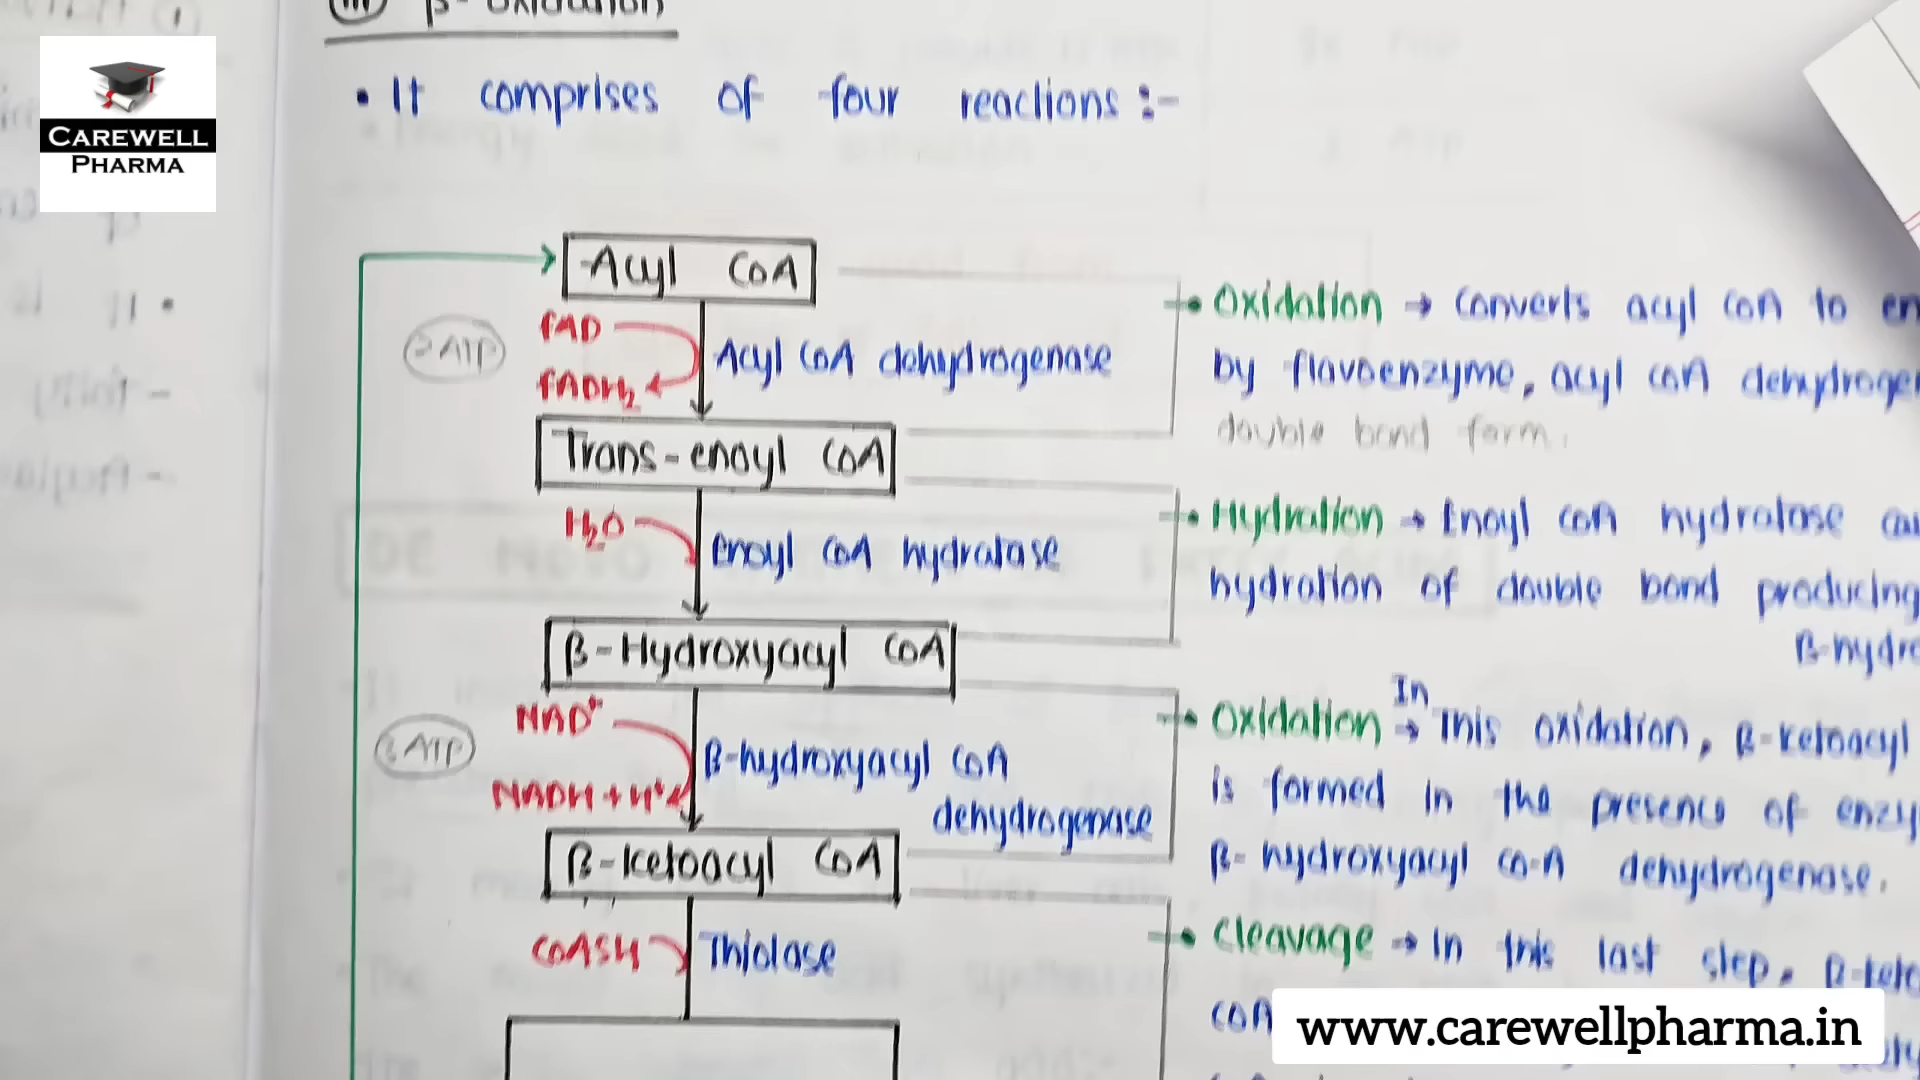 (iii) β-oxidation
CAREWELL
PHARMA
• It comprises of four reactions :-
Acyl CoA
FAD
2ATP
Acyl CoA dehydrogenase
FADH₂
Trans-enoyl CoA
H₂O
Enoyl CoA hydratase
β-Hydroxyacyl CoA
NAD⁺
3ATP
β-hydroxyacyl CoA
dehydrogenase
NADH + H⁺
β-ketoacyl CoA
CoASH
Thiolase
• Oxidation → Converts acyl CoA to
by flavoenzyme, acyl CoA
double bond form.
• Hydration → Enoyl CoA hydratase
hydration of double bond producing
• Oxidation → In This oxidation, β-ketoacyl
is formed in the presence of
β-hydroxyacyl Co-A dehydrogenase.
• Cleavage → In this last step,
CoA
www.carewellpharma.in